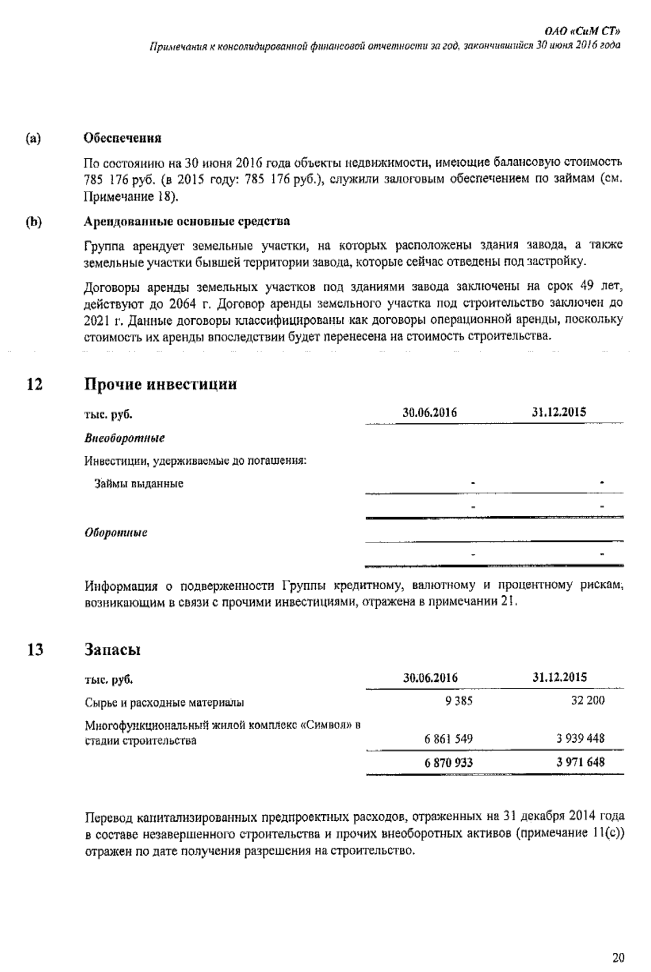 ОАО «СиМ СТ»
Примечания к консолидированной финансовой отчетности за год, закончившийся 30 июня 2016 года
(a) Обеспечения
По состоянию на 30 июня 2016 года объекты недвижимости, имеющие балансовую стоимость
785 176 руб. (в 2015 году: 785 176 руб.), служили залоговым обеспечением по займам (см.
Примечание 18).
(b) Арендованные основные средства
Группа арендует земельные участки, на которых расположены здания завода, а также
земельные участки бывшей территории завода, которые сейчас отведены под застройку.
Договоры аренды земельных участков под зданиями завода заключены на срок 49 лет,
действуют до 2064 г. Договор аренды земельного участка под строительство заключен до
2021 г. Данные договоры классифицированы как договоры операционной аренды, поскольку
стоимость их аренды впоследствии будет перенесена на стоимость строительства.
12 Прочие инвестиции
тыс. руб. 30.06.2016 31.12.2015
Внеоборотные
Инвестиции, удерживаемые до погашения:
Займы выданные - -
- -
Оборотные
- -
Информация о подверженности Группы кредитному, валютному и процентному рискам,
возникающим в связи с прочими инвестициями, отражена в примечании 21.
13 Запасы
тыс. руб. 30.06.2016 31.12.2015
Сырье и расходные материалы 9 385 32 200
Многофункциональный жилой комплекс «Символ» в
стадии строительства 6 861 549 3 939 448
6 870 933 3 971 648
Перевод капитализированных предпроектных расходов, отраженных на 31 декабря 2014 года
в составе незавершенного строительства и прочих внеоборотных активов (примечание 11(c))
отражен по дате получения разрешения на строительство.
20